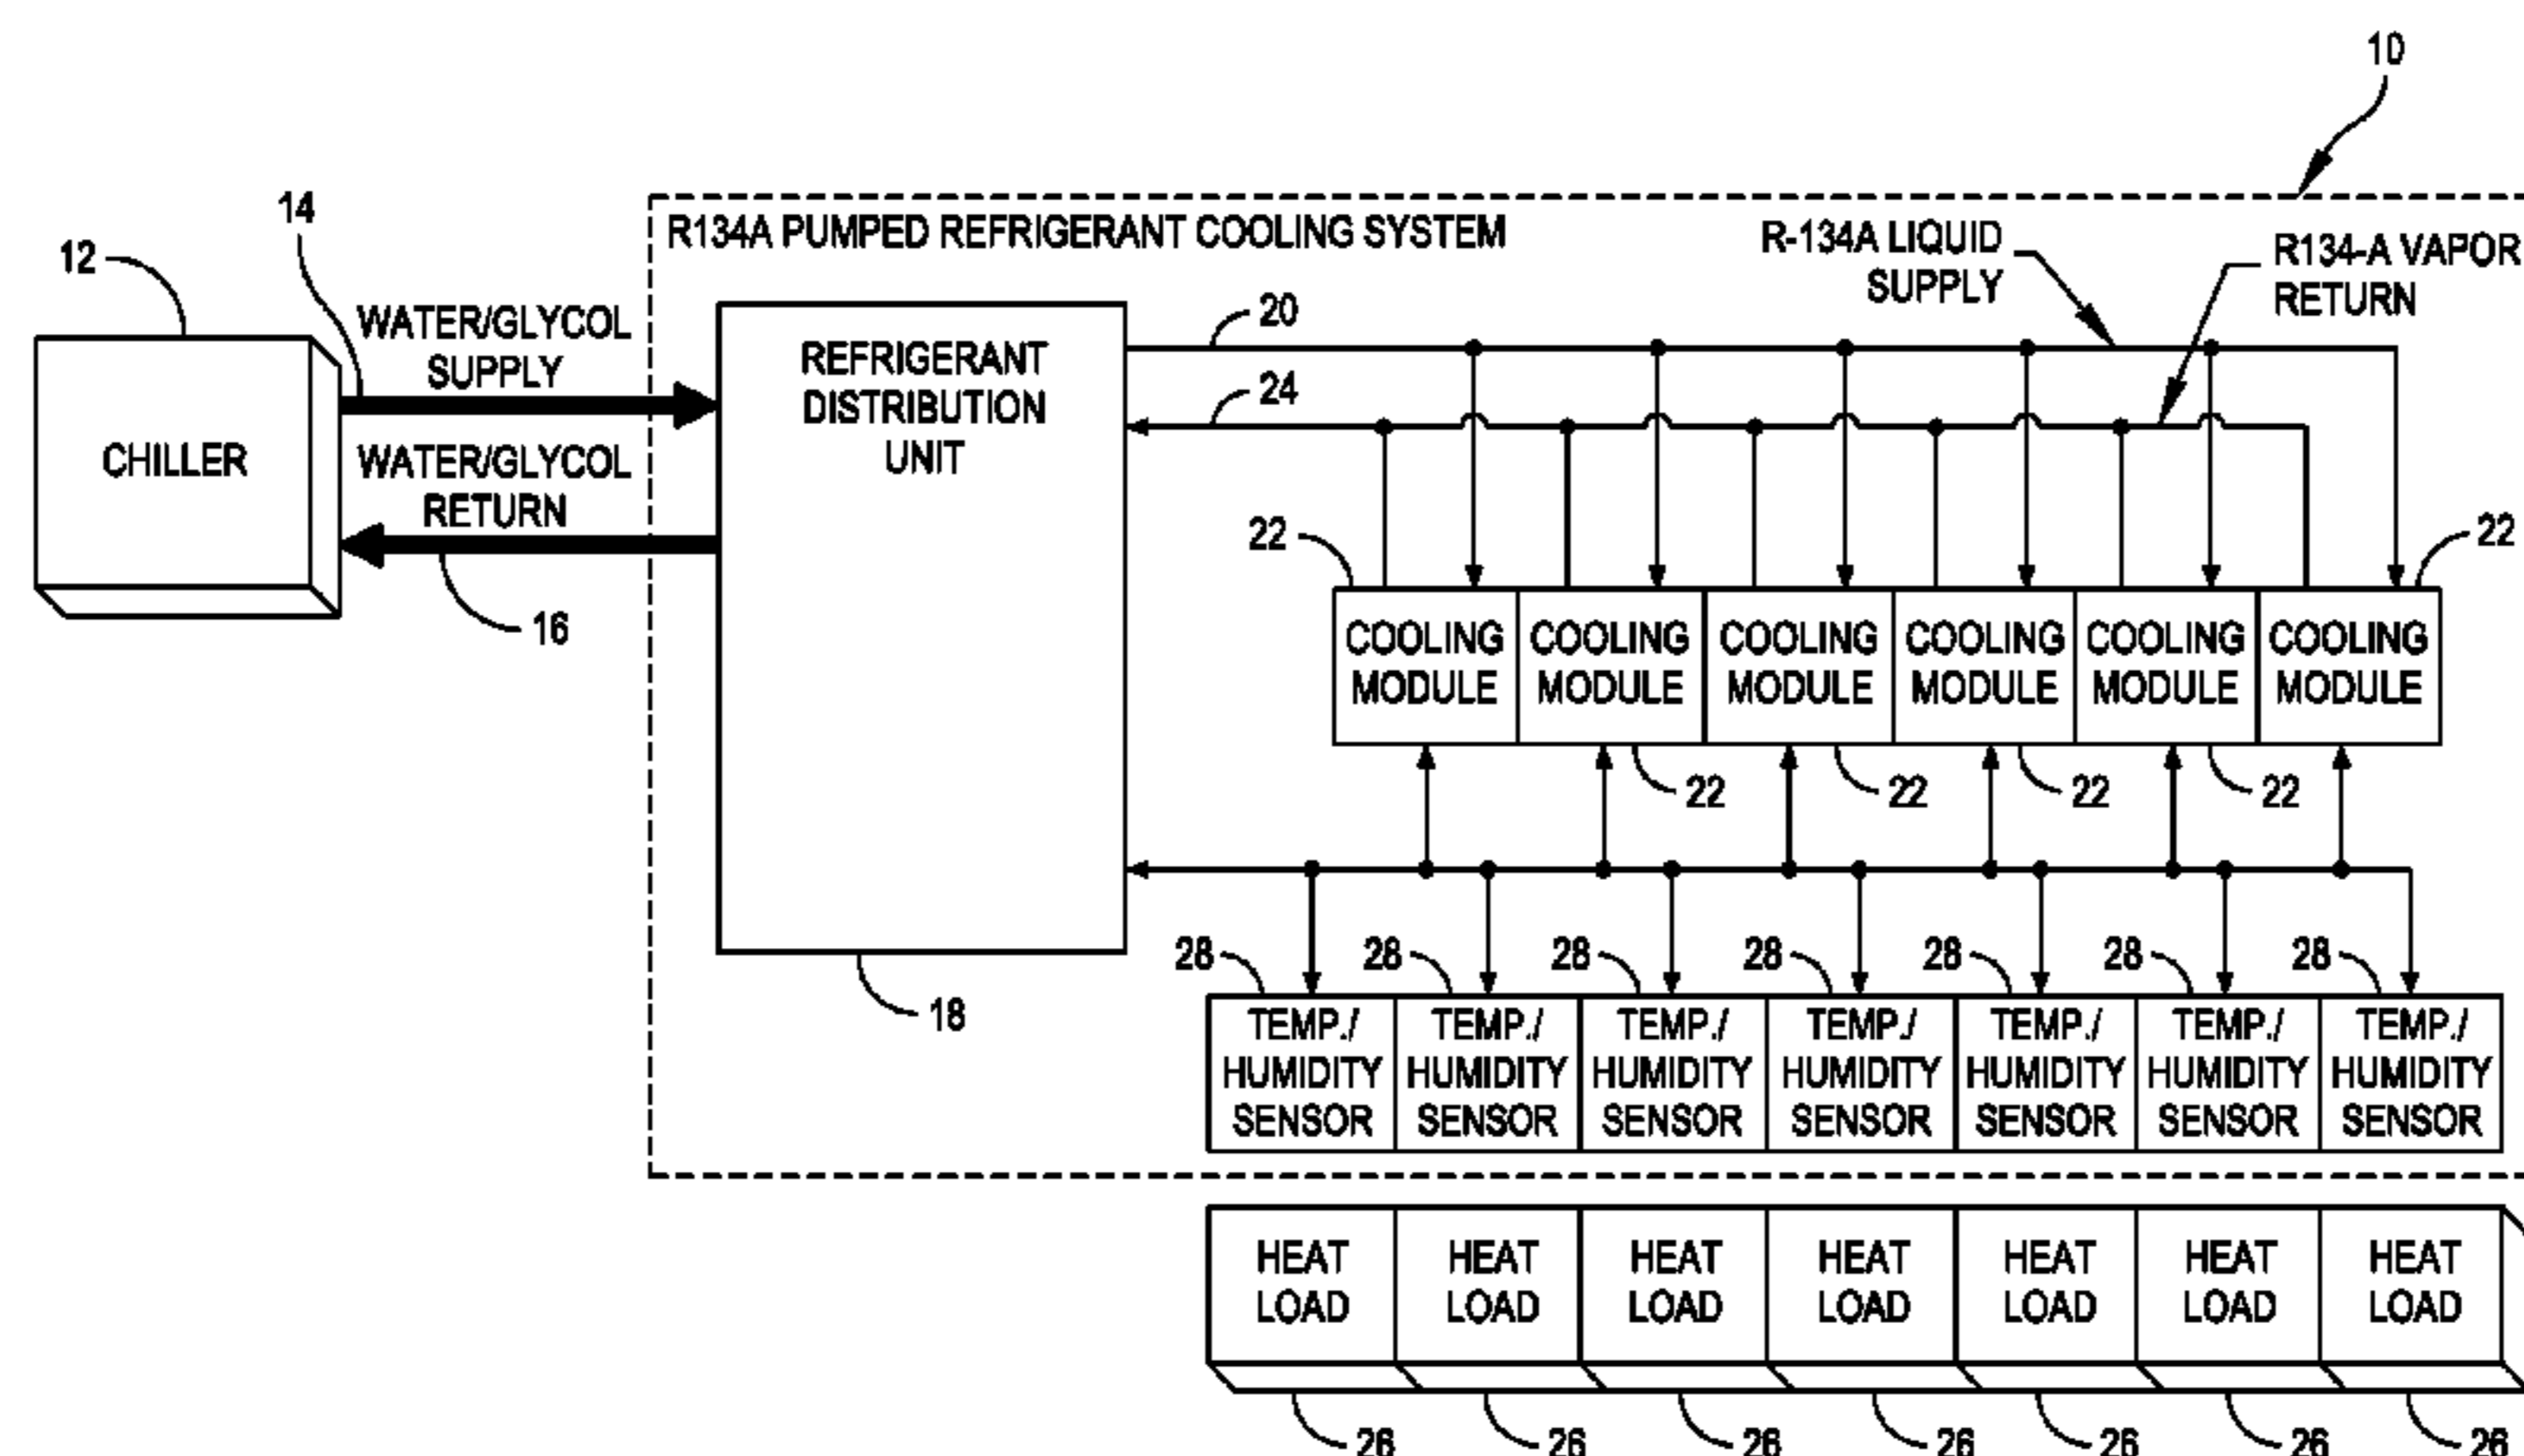 10
14
R134A PUMPED REFRIGERANT COOLING SYSTEM
R-134A LIQUID
SUPPLY
R134-A VAPOR
RETURN
12
WATER/GLYCOL
SUPPLY
20
REFRIGERANT
DISTRIBUTION
UNIT
24
CHILLER
WATER/GLYCOL
RETURN
22
22
16
COOLING
MODULE
COOLING
MODULE
COOLING
MODULE
COOLING
MODULE
COOLING
MODULE
COOLING
MODULE
22
22
22
22
28
28
28
28
28
28
28
18
TEMP./
HUMIDITY
SENSOR
TEMP./
HUMIDITY
SENSOR
TEMP./
HUMIDITY
SENSOR
TEMP./
HUMIDITY
SENSOR
TEMP./
HUMIDITY
SENSOR
TEMP./
HUMIDITY
SENSOR
TEMP./
HUMIDITY
SENSOR
HEAT
LOAD
HEAT
LOAD
HEAT
LOAD
HEAT
LOAD
HEAT
LOAD
HEAT
LOAD
HEAT
LOAD
26
26
26
26
26
26
26